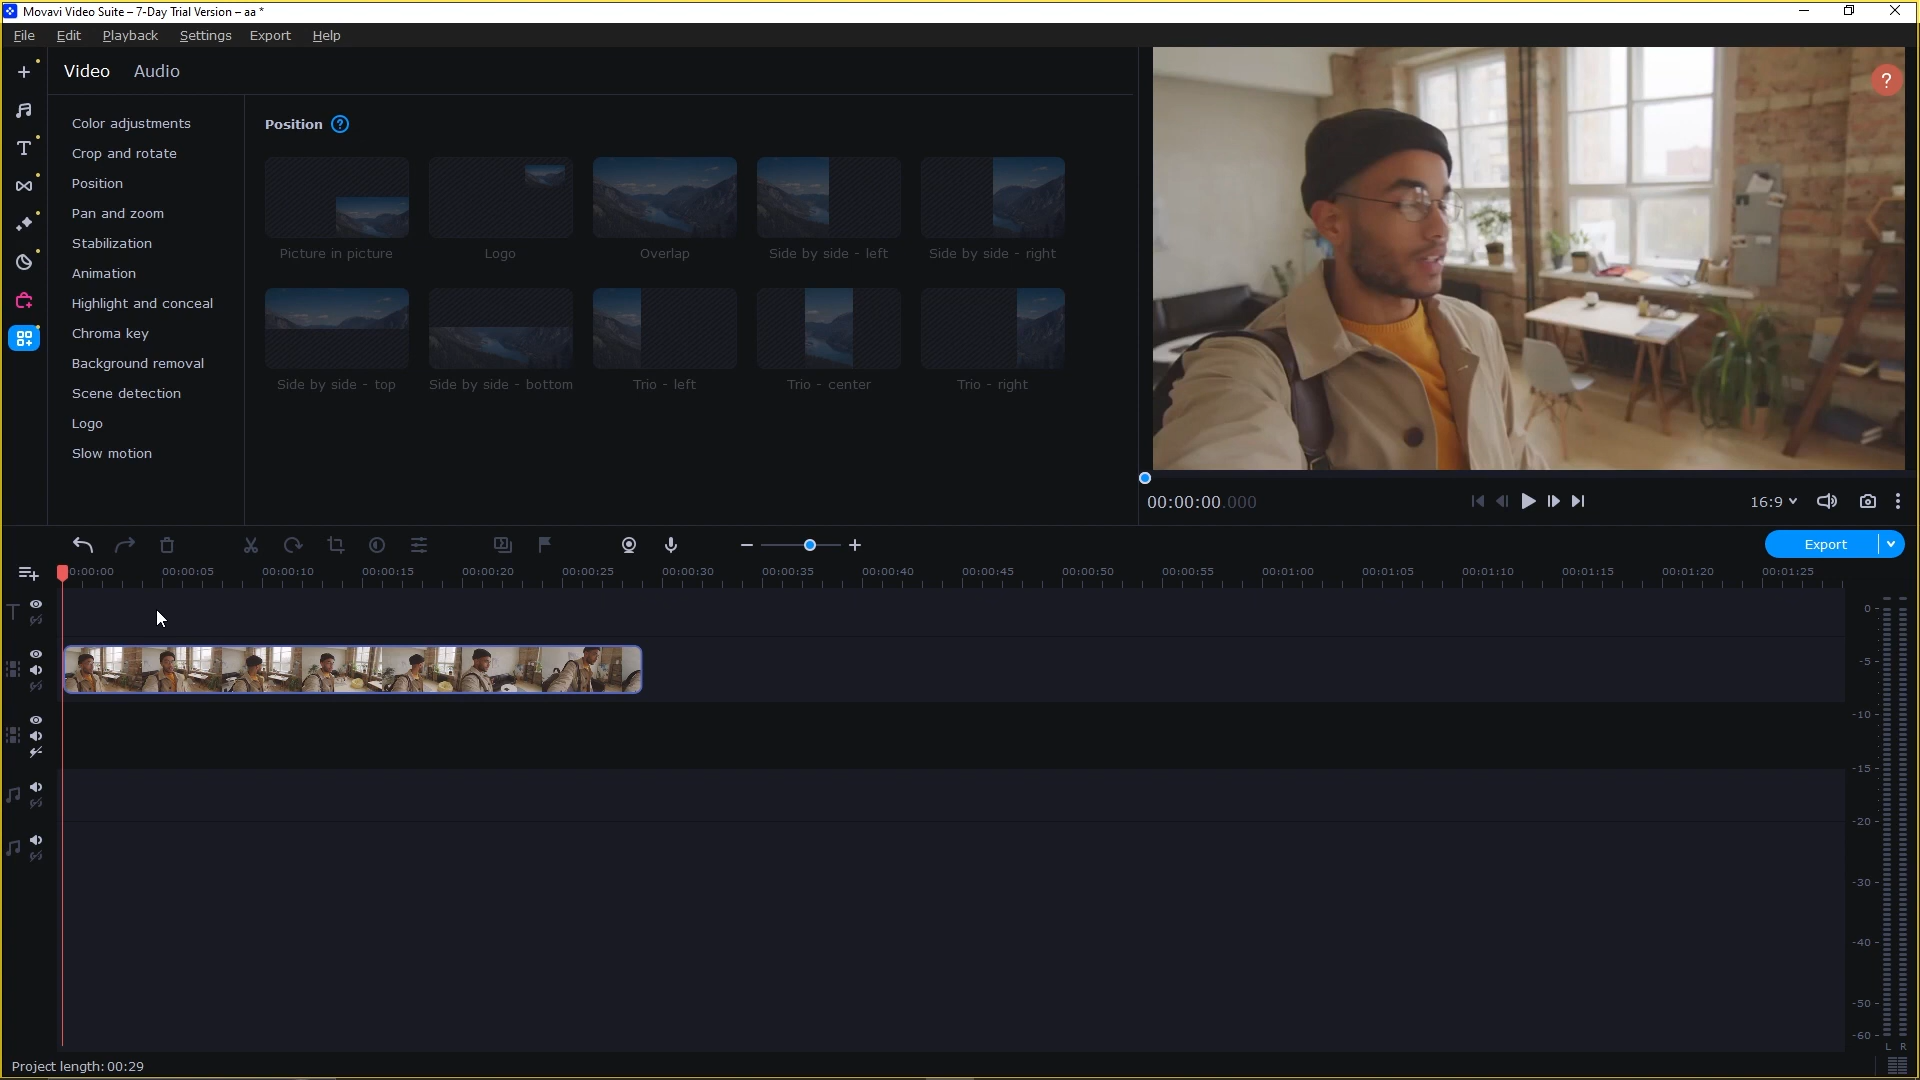 Movavi Video Suite – 7-Day Trial Version – aa *
File Edit Playback Settings Export Help
Video Audio
Color adjustments
Crop and rotate
Position
Pan and zoom
Stabilization
Animation
Highlight and conceal
Chroma key
Background removal
Scene detection
Logo
Slow motion
Position ?
Picture in picture Logo Overlap Side by side - left Side by side - right
Side by side - top Side by side - bottom Trio - left Trio - center Trio - right
?
00:00:00.000
16:9
Export
0:00:00 00:00:05 00:00:10 00:00:15 00:00:20 00:00:25 00:00:30 00:00:35 00:00:40 00:00:45 00:00:50 00:00:55 00:01:00 00:01:05 00:01:10 00:01:15 00:01:20 00:01:25
0
-5
-10
-15
-20
-30
-40
-50
-60
L R
Project length: 00:29